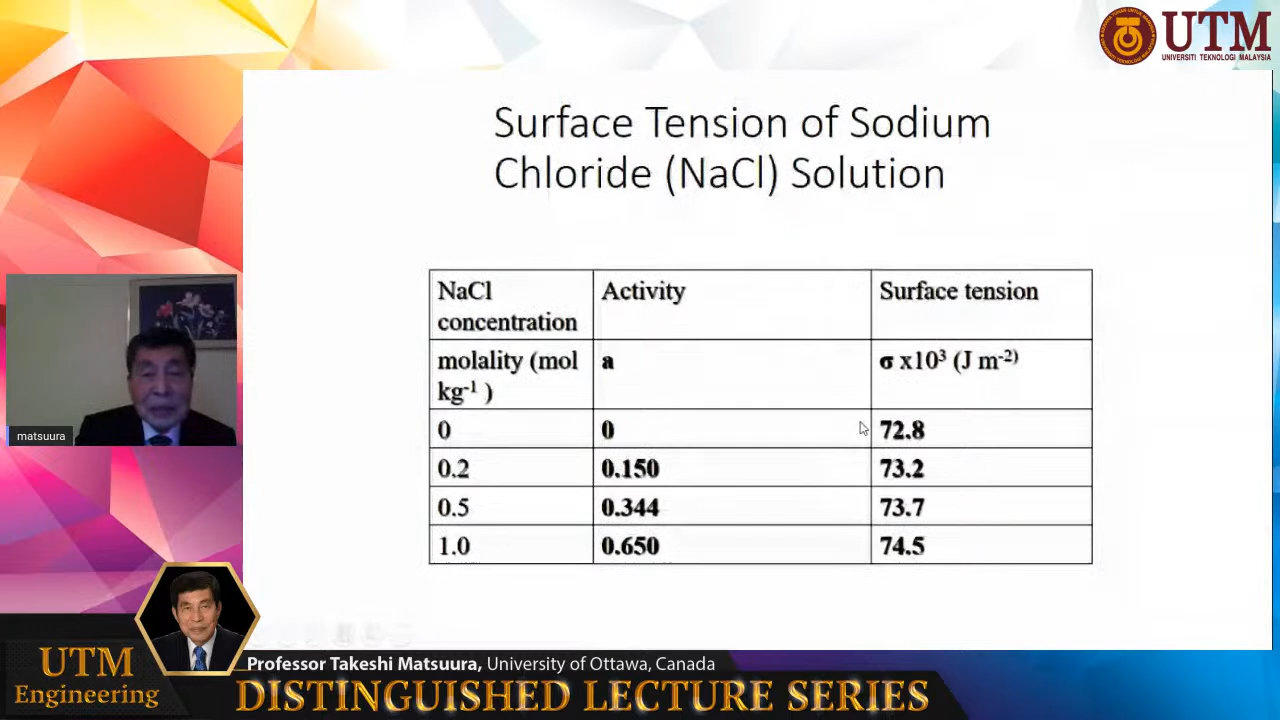 UTM
UNIVERSITI TEKNOLOGI MALAYSIA
Surface Tension of Sodium
Chloride (NaCl) Solution
NaCl concentration Activity Surface tension
molality (mol kg⁻¹ ) a σ x10³ (J m⁻²)
0 0 72.8
0.2 0.150 73.2
0.5 0.344 73.7
1.0 0.650 74.5
matsuura
UTM
Engineering
Professor Takeshi Matsuura, University of Ottawa, Canada
DISTINGUISHED LECTURE SERIES